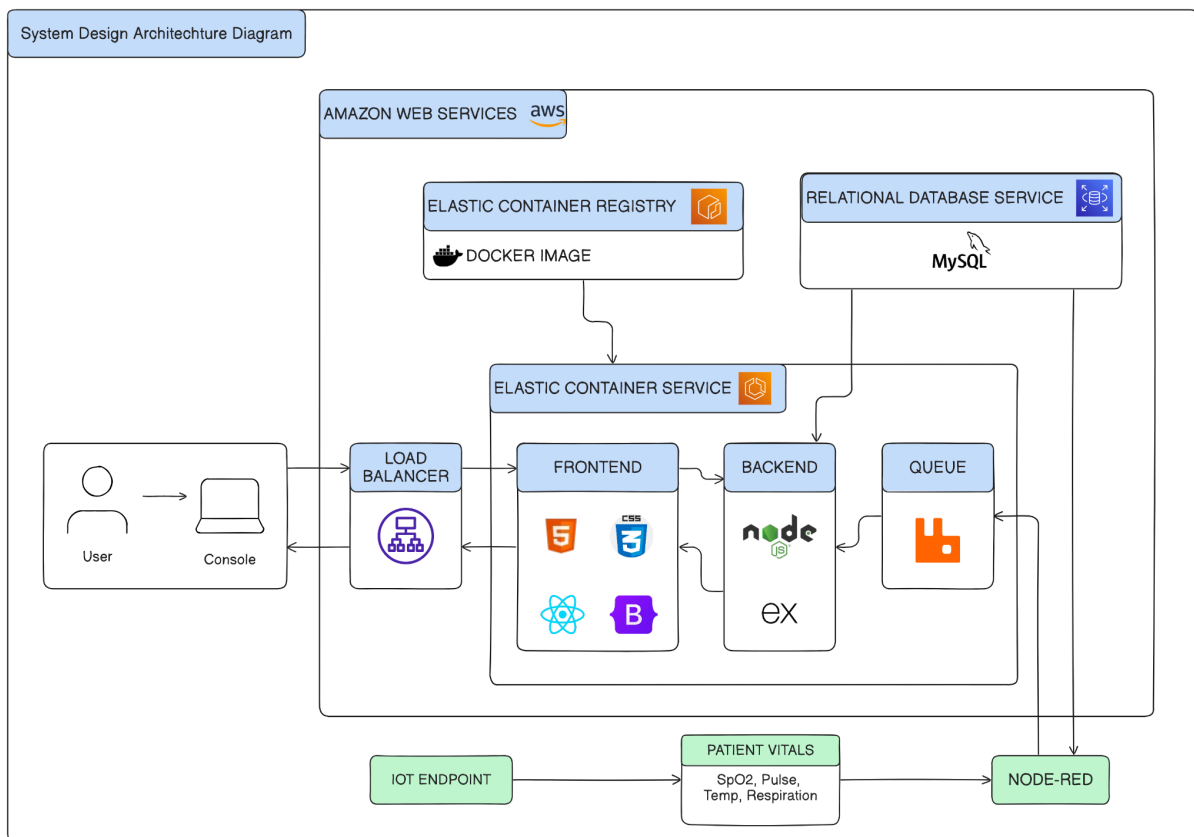 System Design Architechture Diagram
AMAZON WEB SERVICES aws
ELASTIC CONTAINER REGISTRY
DOCKER IMAGE
RELATIONAL DATABASE SERVICE
MySQL
ELASTIC CONTAINER SERVICE
User
Console
LOAD
BALANCER
FRONTEND
5
CSS
3
B
BACKEND
node
JS
ex
QUEUE
IOT ENDPOINT
PATIENT VITALS
SpO2, Pulse,
Temp, Respiration
NODE-RED